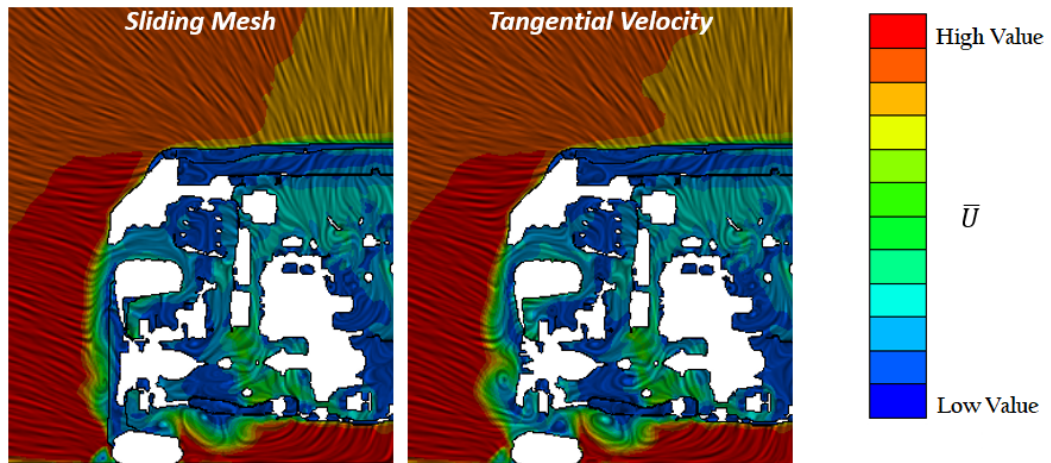 Sliding Mesh
Tangential Velocity
High Value
U̅
Low Value